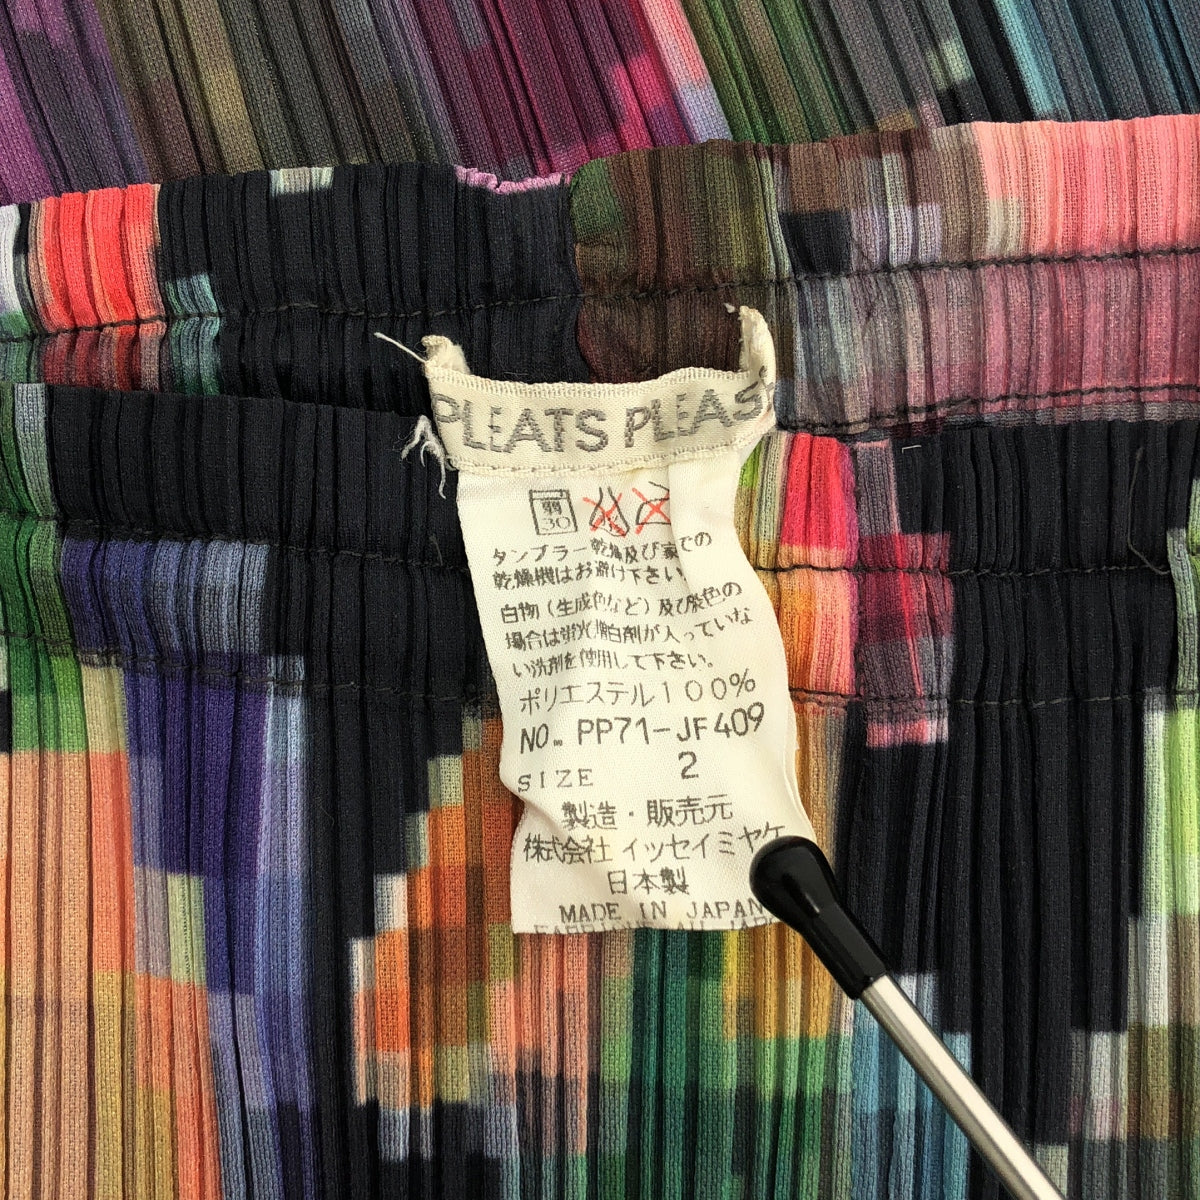 PLEATS PLEAS
弱
30
タンブラー乾燥及び家での
乾燥機はお避け下さい。
白物(生成色など)及び淡色の
場合は蛍光増白剤が入っていな
い洗剤を使用して下さい。
ポリエステル100%
NO. PP71-JF409
SIZE 2
製造・販売元
株式会社 イッセイミヤケ
日本製
MADE IN JAPAN